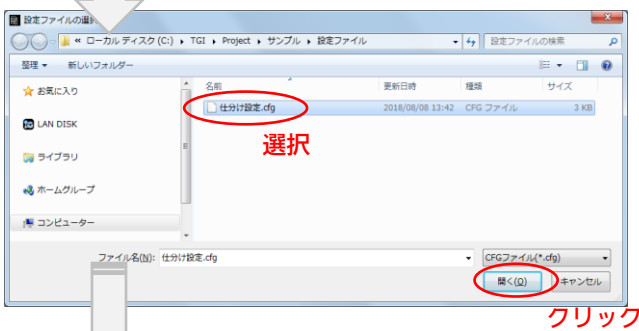 設定ファイルの選択
« ローカル ディスク (C:) ▸ TGI ▸ Project ▸ サンプル ▸ 設定ファイル
設定ファイルの検索
整理 ▾ 新しいフォルダー
名前 更新日時 種類 サイズ
お気に入り
仕分け設定.cfg 2018/08/08 13:42 CFG ファイル 3 KB
LAN DISK
選択
ライブラリ
ホームグループ
コンピューター
ファイル名(N): 仕分け設定.cfg CFGファイル(*.cfg)
開く(O) キャンセル
クリック